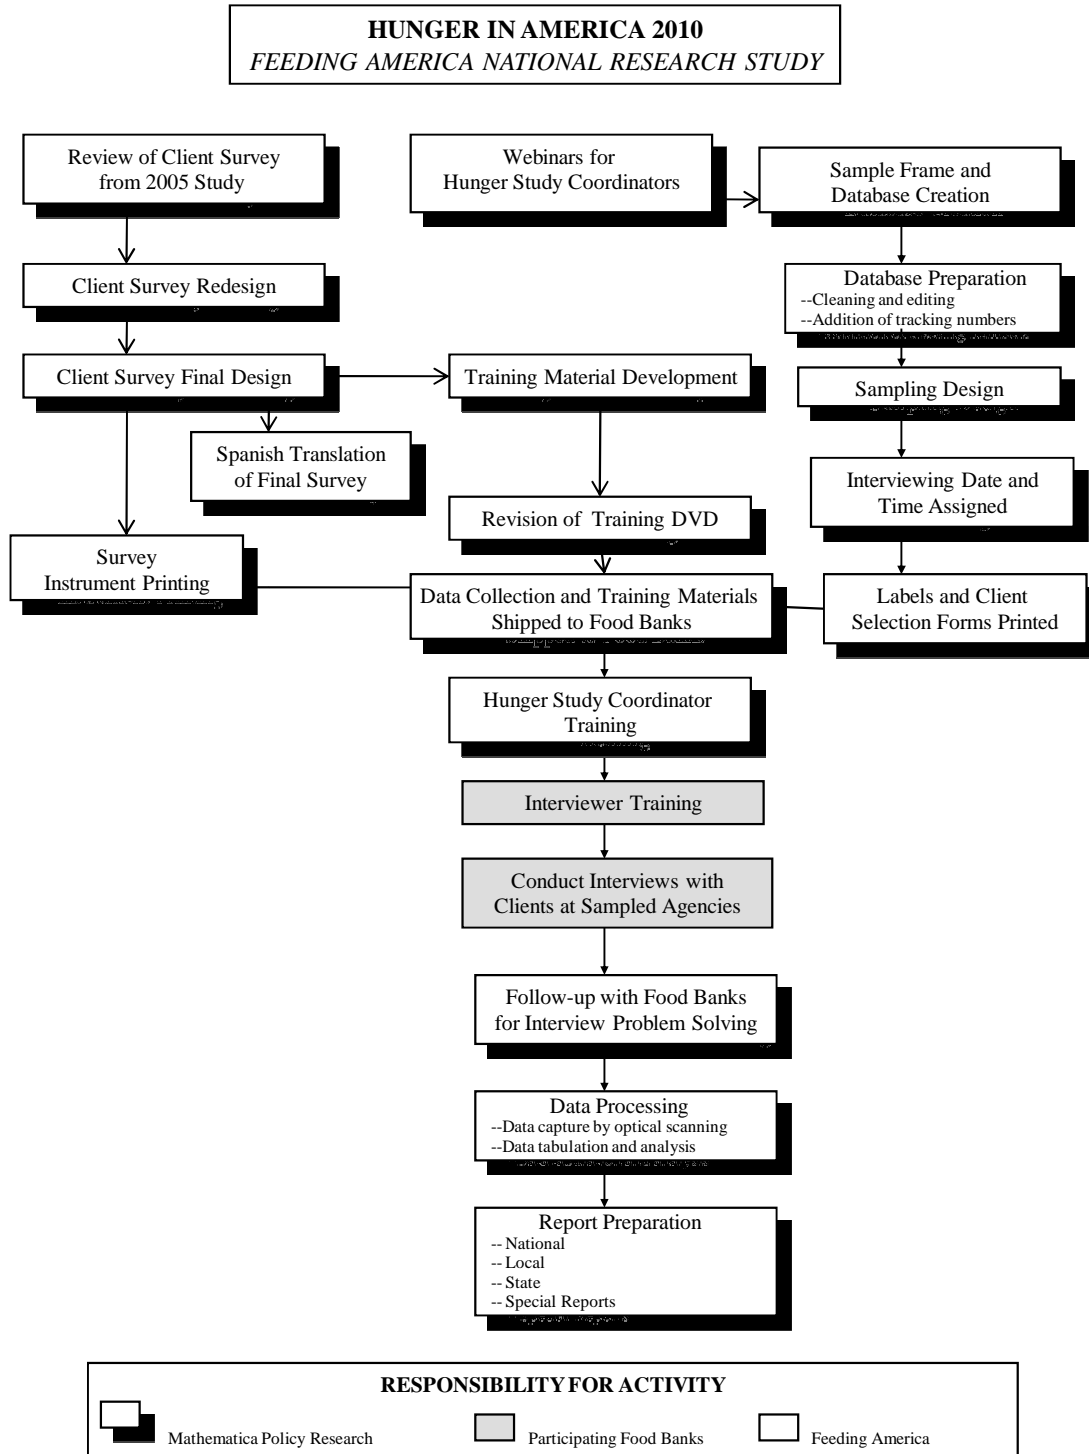 HUNGER IN AMERICA 2010
FEEDING AMERICA NATIONAL RESEARCH STUDY
Review of Client Survey
from 2005 Study
Webinars for
Hunger Study Coordinators
Sample Frame and
Database Creation
Client Survey Redesign
Database Preparation
--Cleaning and editing
--Addition of tracking numbers
Client Survey Final Design
Training Material Development
Sampling Design
Spanish Translation
of Final Survey
Interviewing Date and
Time Assigned
Revision of Training DVD
Survey
Instrument Printing
Data Collection and Training Materials
Shipped to Food Banks
Labels and Client
Selection Forms Printed
Hunger Study Coordinator
Training
Interviewer Training
Conduct Interviews with
Clients at Sampled Agencies
Follow-up with Food Banks
for Interview Problem Solving
Data Processing
--Data capture by optical scanning
--Data tabulation and analysis
Report Preparation
-- National
-- Local
-- State
-- Special Reports
RESPONSIBILITY FOR ACTIVITY
Mathematica Policy Research
Participating Food Banks
Feeding America